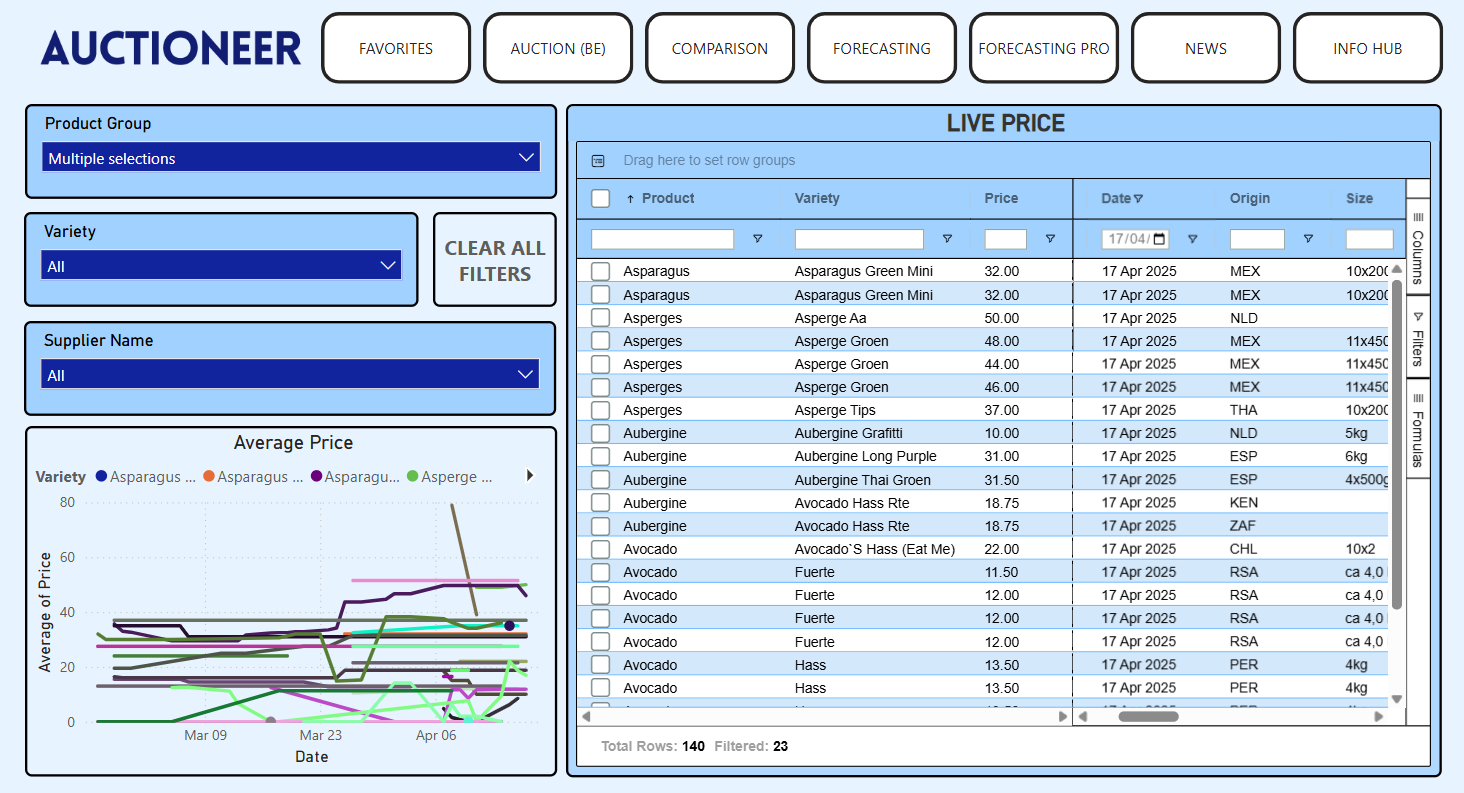 AUCTIONEER
FAVORITES
AUCTION (BE)
COMPARISON
FORECASTING
FORECASTING PRO
NEWS
INFO HUB
Product Group
Multiple selections
Variety
All
CLEAR ALL
FILTERS
Supplier Name
All
Average Price
Variety Asparagus ... Asparagus ... Asparagu... Asperge ...
80
60
40
20
0
Average of Price
Mar 09 Mar 23 Apr 06
Date
LIVE PRICE
Drag here to set row groups
↑ Product Variety Price Date Origin Size
17/04/
Asparagus Asparagus Green Mini 32.00 17 Apr 2025 MEX 10x200
Asparagus Asparagus Green Mini 32.00 17 Apr 2025 MEX 10x200
Asperges Asperge Aa 50.00 17 Apr 2025 NLD
Asperges Asperge Groen 48.00 17 Apr 2025 MEX 11x450
Asperges Asperge Groen 44.00 17 Apr 2025 MEX 11x450
Asperges Asperge Groen 46.00 17 Apr 2025 MEX 11x450
Asperges Asperge Tips 37.00 17 Apr 2025 THA 10x200
Aubergine Aubergine Grafitti 10.00 17 Apr 2025 NLD 5kg
Aubergine Aubergine Long Purple 31.00 17 Apr 2025 ESP 6kg
Aubergine Aubergine Thai Groen 31.50 17 Apr 2025 ESP 4x500g
Aubergine Avocado Hass Rte 18.75 17 Apr 2025 KEN
Aubergine Avocado Hass Rte 18.75 17 Apr 2025 ZAF
Avocado Avocado`S Hass (Eat Me) 22.00 17 Apr 2025 CHL 10x2
Avocado Fuerte 11.50 17 Apr 2025 RSA ca 4,0
Avocado Fuerte 12.00 17 Apr 2025 RSA ca 4,0
Avocado Fuerte 12.00 17 Apr 2025 RSA ca 4,0
Avocado Fuerte 12.00 17 Apr 2025 RSA ca 4,0
Avocado Hass 13.50 17 Apr 2025 PER 4kg
Avocado Hass 13.50 17 Apr 2025 PER 4kg
Columns
Filters
Formulas
Total Rows: 140 Filtered: 23